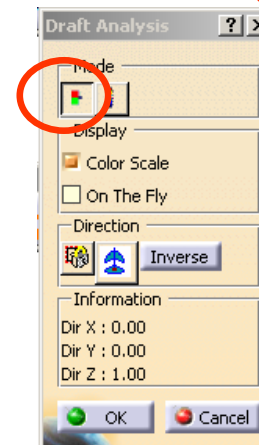 Draft Analysis ? X
Mode
Display
Color Scale
On The Fly
Direction
Inverse
Information
Dir X : 0.00
Dir Y : 0.00
Dir Z : 1.00
OK Cancel